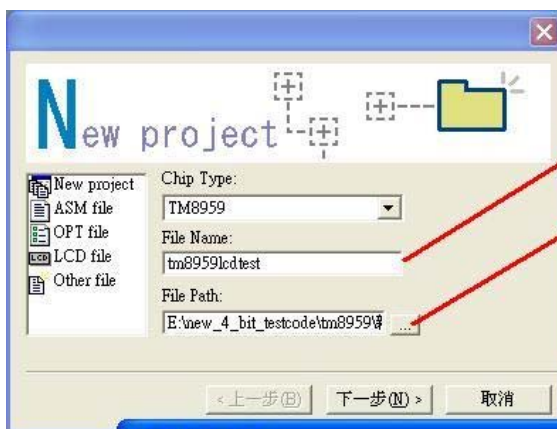 New project
New project
ASM file
OPT file
LCD file
Other file
Chip Type:
TM8959
File Name:
tm8959lcdtest
File Path:
E:\new_4_bit_testcode\tm8959\
...
<上一步(B)
下一步(N) >
取消